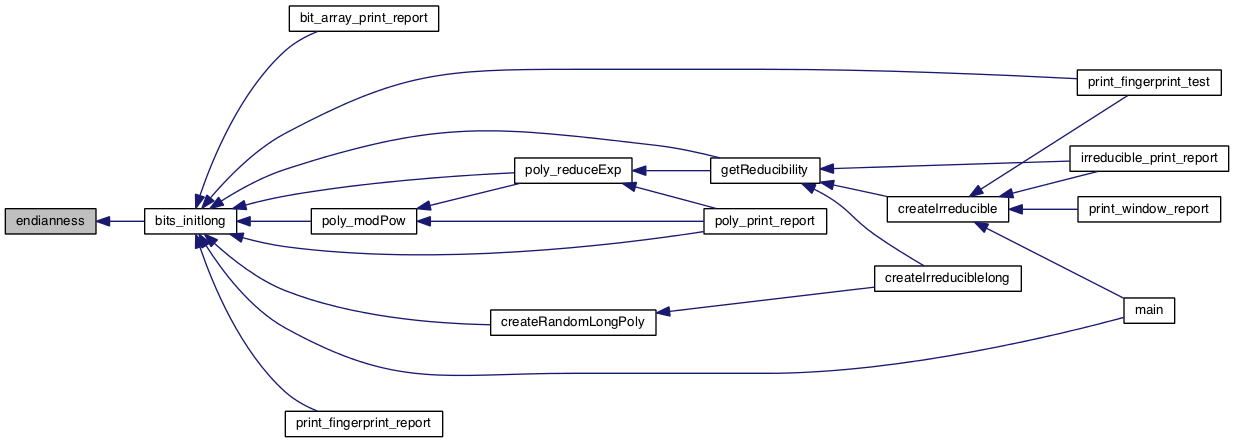 bit_array_print_report
print_fingerprint_test
irreducible_print_report
poly_reduceExp
getReducibility
createIrreducible
print_window_report
endianness
bits_initlong
poly_modPow
poly_print_report
createIrreduciblelong
main
createRandomLongPoly
print_fingerprint_report